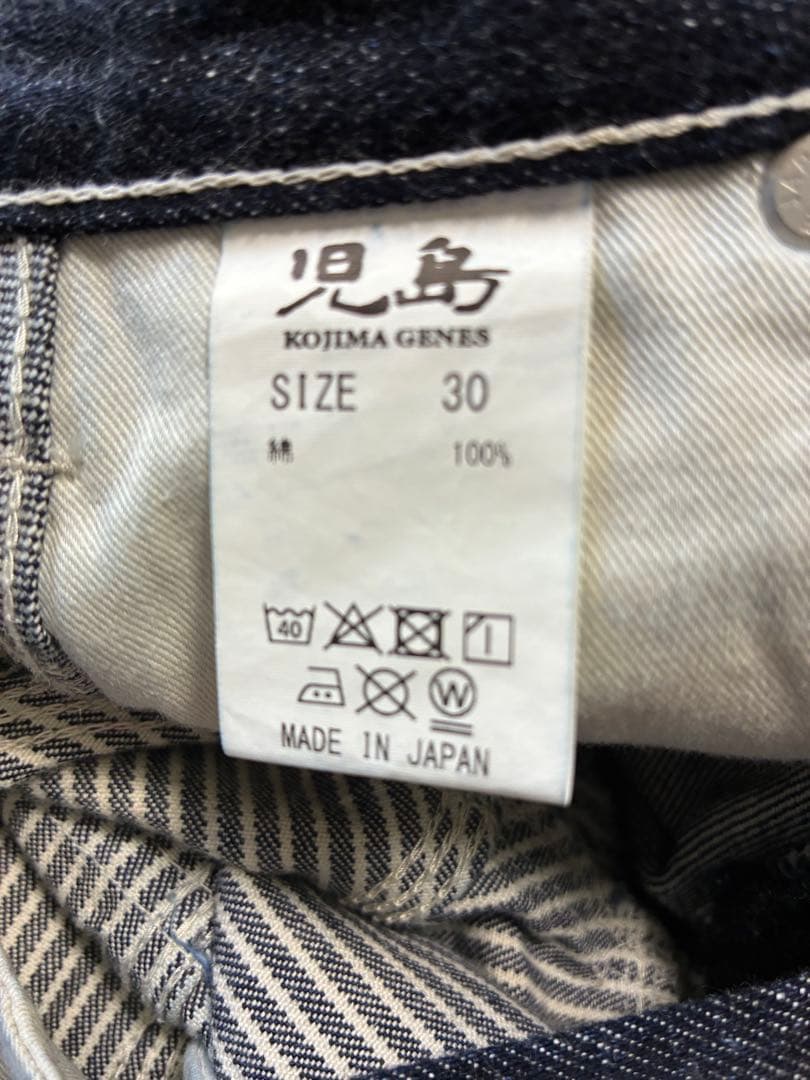 児島
KOJIMA GENES
SIZE 30
綿 100%
40
W
MADE IN JAPAN